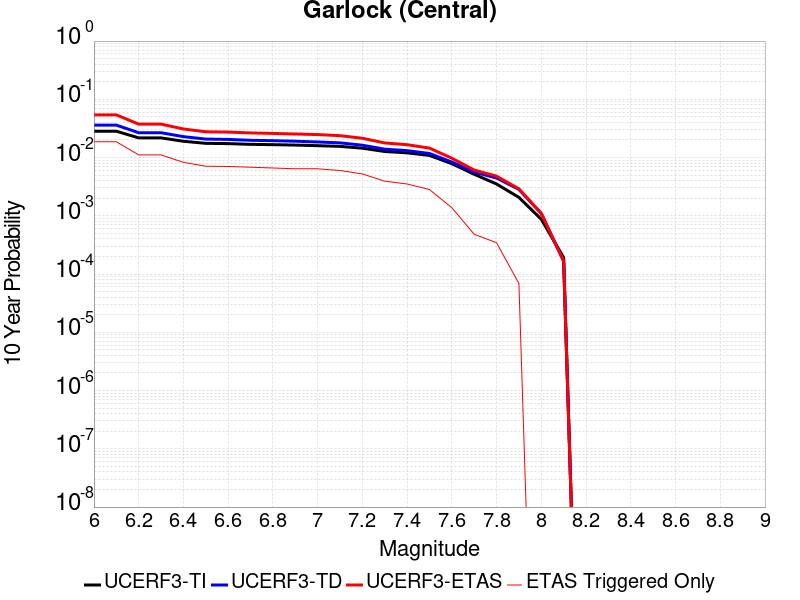 Garlock (Central)
10^0
10^-1
10^-2
10^-3
10^-4
10^-5
10^-6
10^-7
10^-8
10 Year Probability
6 6.2 6.4 6.6 6.8 7 7.2 7.4 7.6 7.8 8 8.2 8.4 8.6 8.8 9
Magnitude
UCERF3-TI UCERF3-TD UCERF3-ETAS ETAS Triggered Only